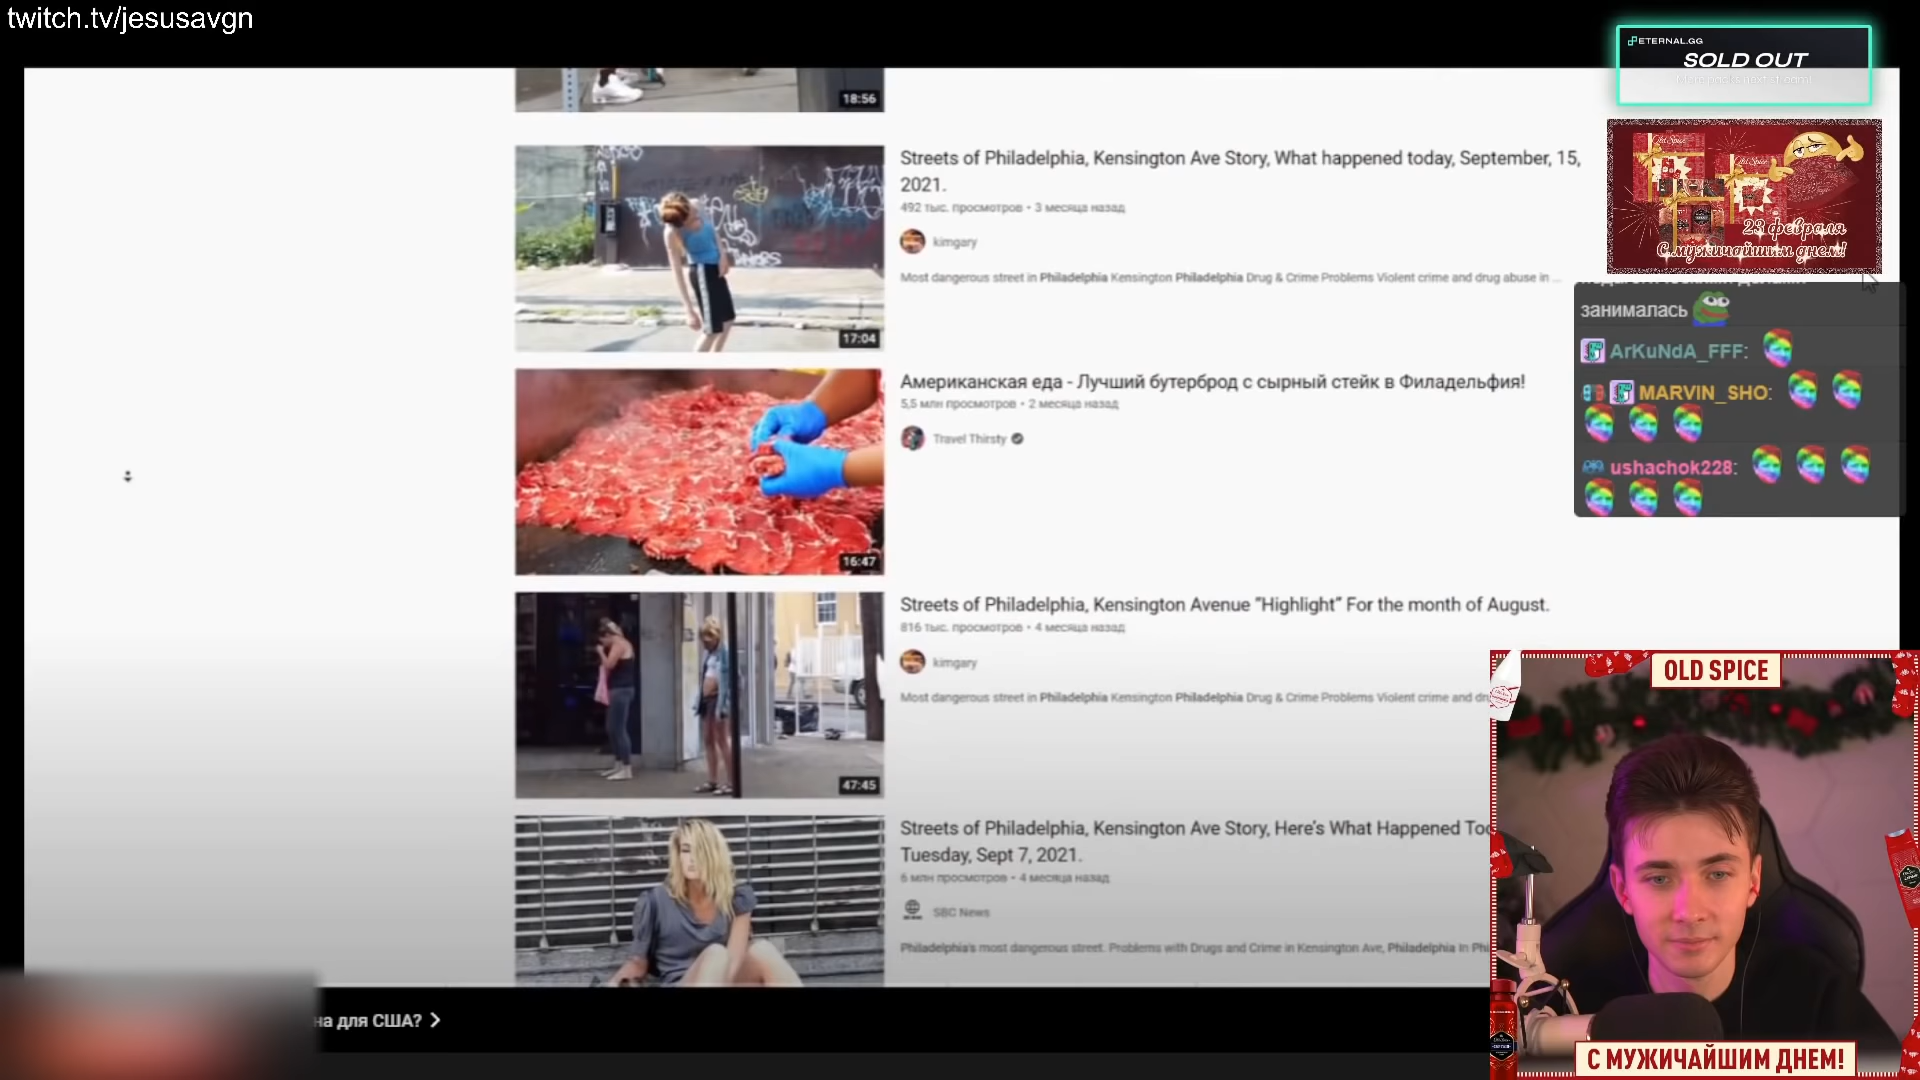 twitch.tv/jesusavgn
ETERNAL.GG
SOLD OUT
18:56
Streets of Philadelphia, Kensington Ave Story, What happened today, September, 15,
2021.
492 тыс. просмотров • 3 месяца назад
kimgary
Most dangerous street in Philadelphia Kensington Philadelphia Drug & Crime Problems Violent crime and drug abuse in ...
17:04
Old Spice
Old Spice
23 февраля
С мужичайшим днем!
занималась
ArKuNdA_FFF:
MARVIN_SHO:
ushachok228:
Американская еда - Лучший бутерброд с сырный стейк в Филадельфия!
5,5 млн просмотров • 2 месяца назад
Travel Thirsty
16:47
Streets of Philadelphia, Kensington Avenue “Highlight” For the month of August.
816 тыс. просмотров • 4 месяца назад
kimgary
Most dangerous street in Philadelphia Kensington Philadelphia Drug & Crime Problems Violent crime and
47:45
Streets of Philadelphia, Kensington Ave Story, Here’s What Happened
Tuesday, Sept 7, 2021.
6 млн просмотров • 4 месяца назад
SBC News
Philadelphia's most dangerous street. Problems with Drugs and Crime in Kensington Ave, Philadelphia In
на для США?
OLD SPICE
С МУЖИЧАЙШИМ ДНЕМ!